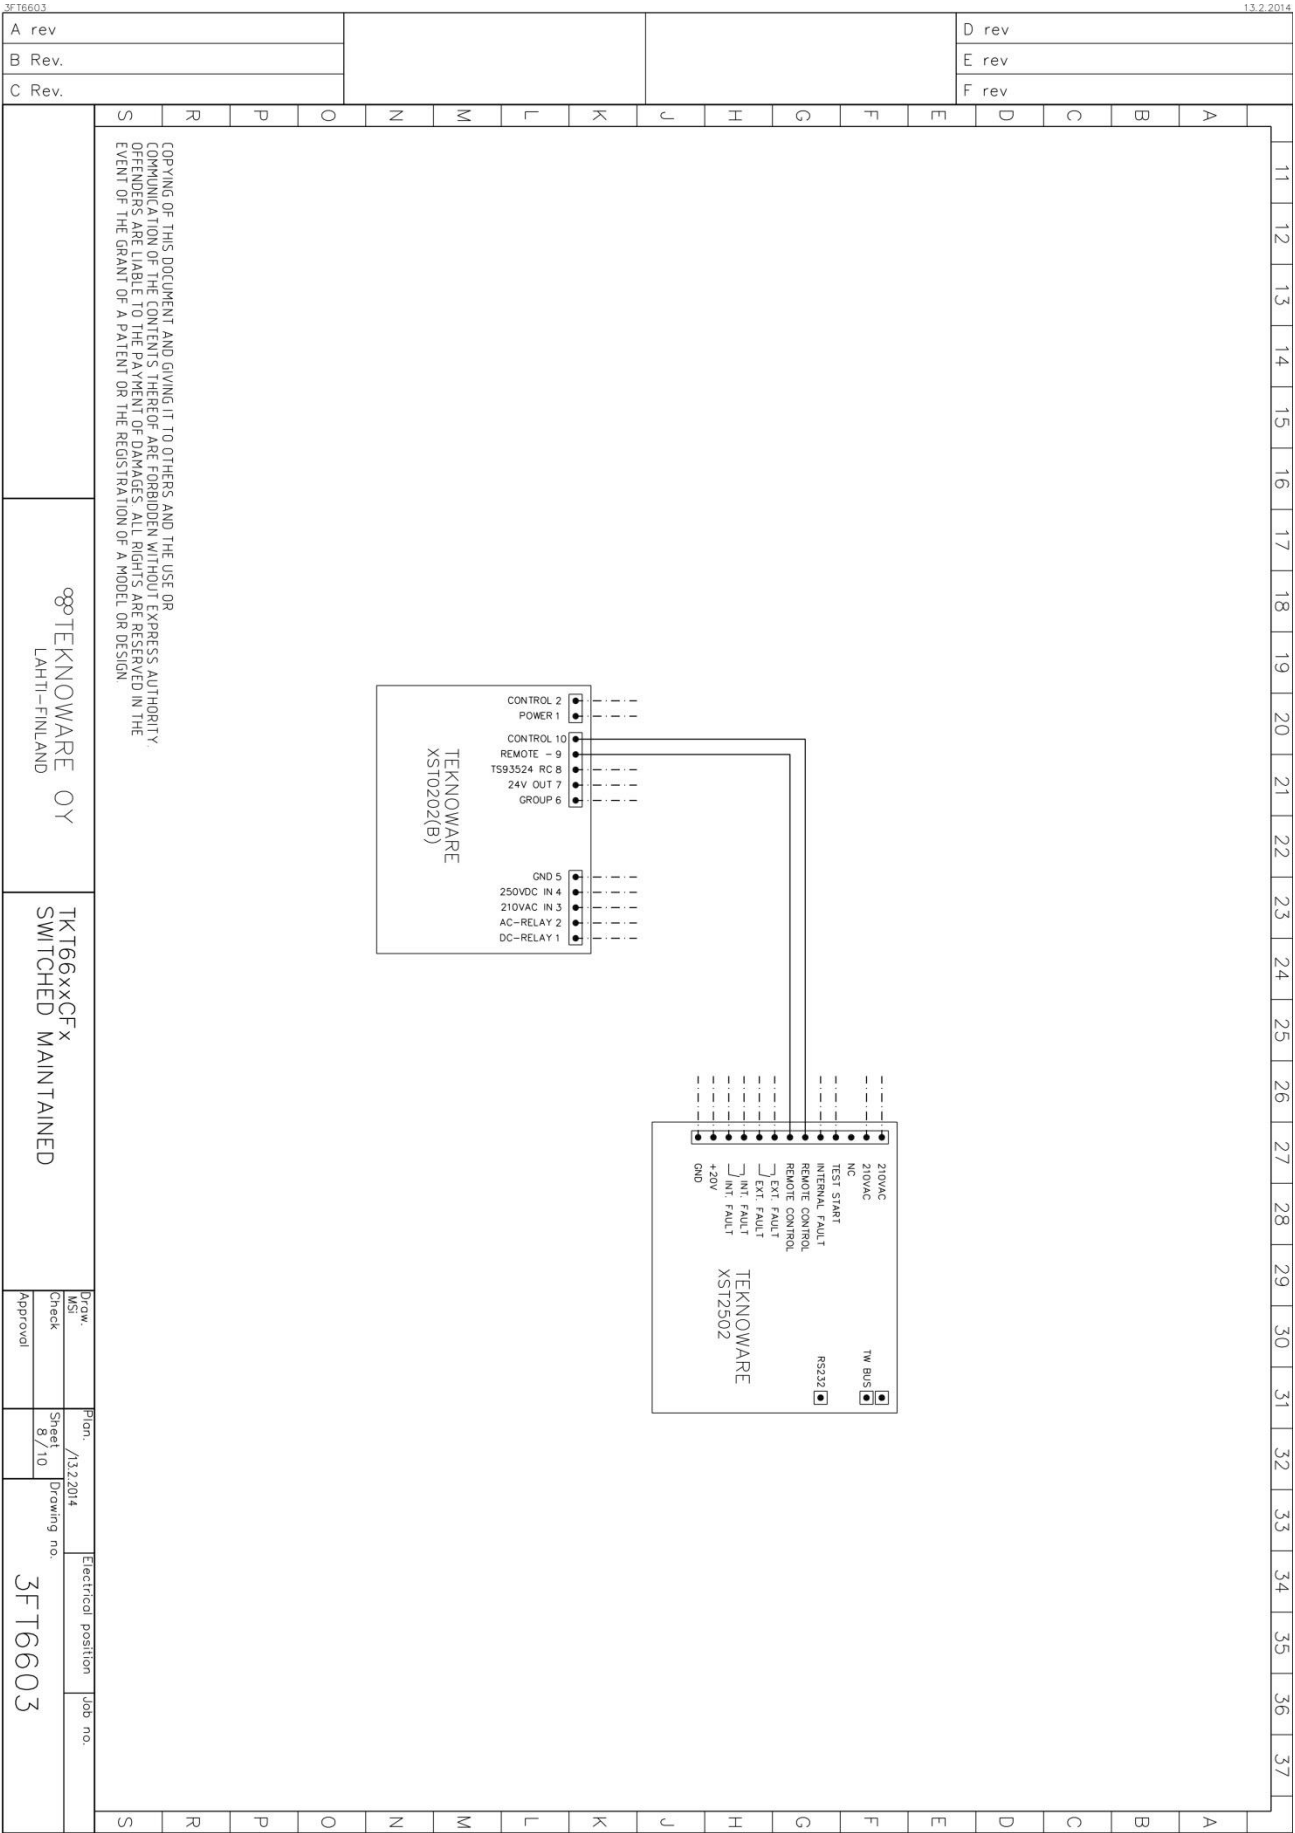 3FT6603
13.2.2014
A rev
B Rev.
C Rev.
D rev
E rev
F rev
S R P O N M L K J H G F E D C B A
11 12 13 14 15 16 17 18 19 20 21 22 23 24 25 26 27 28 29 30 31 32 33 34 35 36 37
COPYING OF THIS DOCUMENT AND GIVING IT TO OTHERS AND THE USE OR
COMMUNICATION OF THE CONTENTS THEREOF ARE FORBIDDEN WITHOUT EXPRESS AUTHORITY.
OFFENDERS ARE LIABLE TO THE PAYMENT OF DAMAGES. ALL RIGHTS ARE RESERVED IN THE
EVENT OF THE GRANT OF A PATENT OR THE REGISTRATION OF A MODEL OR DESIGN.
CONTROL 2
POWER 1
CONTROL 10
REMOTE - 9
TS93524 RC 8
24V OUT 7
GROUP 6
GND 5
250VDC IN 4
210VAC IN 3
AC-RELAY 2
DC-RELAY 1
TEKNOWARE
XST0202(B)
210VAC
210VAC
NC
TEST START
INTERNAL FAULT
REMOTE CONTROL
REMOTE CONTROL
EXT. FAULT
EXT. FAULT
INT. FAULT
INT. FAULT
+20V
GND
TEKNOWARE
XST2502
TW BUS
RS232
TEKNOWARE OY
LAHTI-FINLAND
TKT66xxCFx
SWITCHED MAINTAINED
Draw.
MSi
Check
Approval
Plan.
/13.2.2014
Sheet
8/10
Electrical position
Job no.
Drawing no.
3FT6603
S R P O N M L K J H G F E D C B A